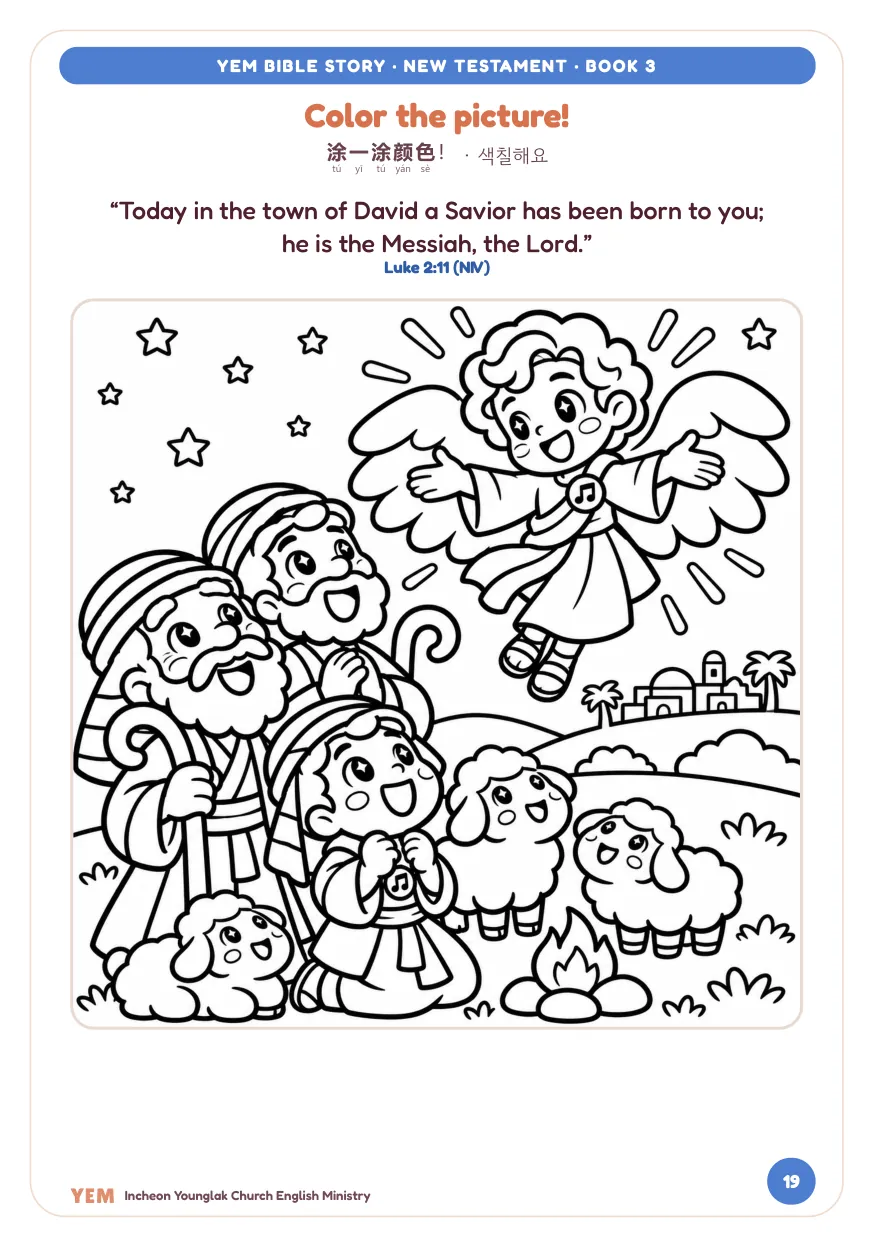 YEM BIBLE STORY · NEW TESTAMENT · BOOK 3
Color the picture!
涂一涂颜色! · 색칠해요
tú yī tú yán sè
“Today in the town of David a Savior has been born to you;
he is the Messiah, the Lord.”
Luke 2:11 (NIV)
YEM Incheon Younglak Church English Ministry
19